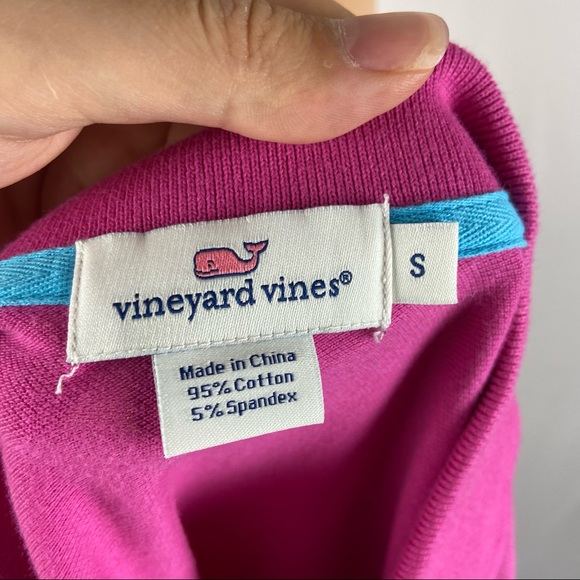 vineyard vines®
S
Made in China
95% Cotton
5% Spandex